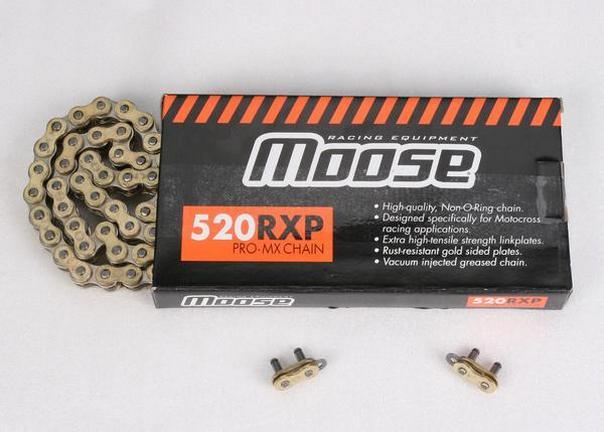 RACING EQUIPMENT
MOOSE
520RXP
PRO-MX CHAIN
• High-quality, Non-O-Ring chain.
• Designed specifically for Motocross
racing applications.
• Extra high-tensile strength linkplates.
• Rust-resistant gold sided plates.
• Vacuum injected greased chain.
MOOSE
520RXP